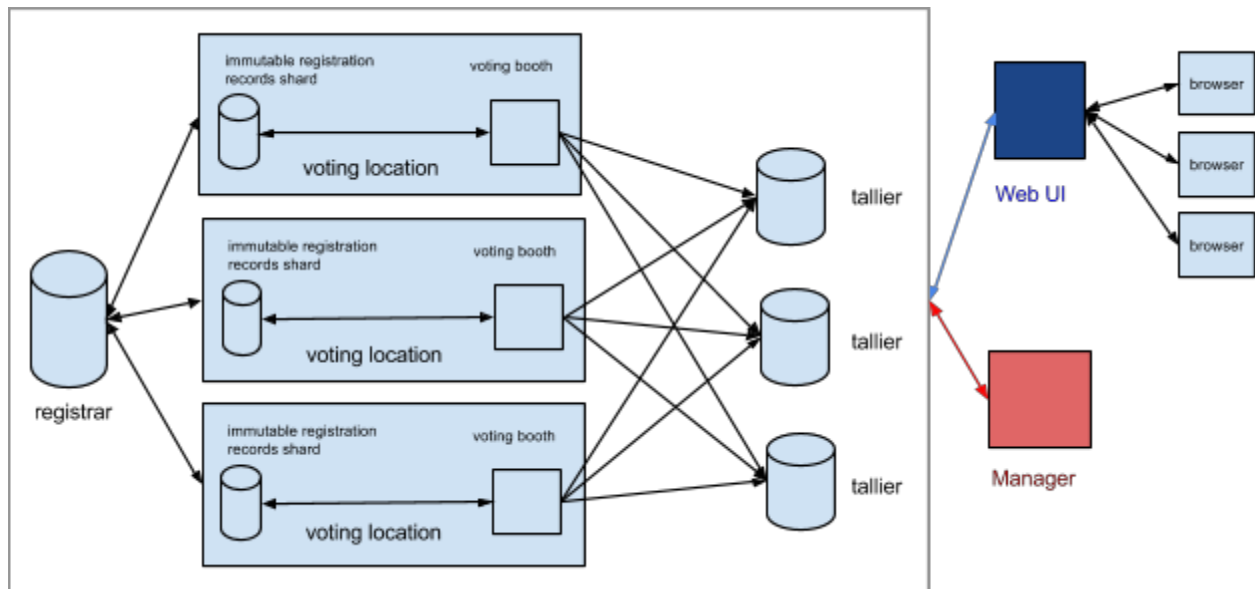 immutable registration
records shard
voting booth
voting location
immutable registration
records shard
voting booth
voting location
immutable registration
records shard
voting booth
voting location
registrar
tallier
tallier
tallier
Web UI
browser
browser
browser
Manager